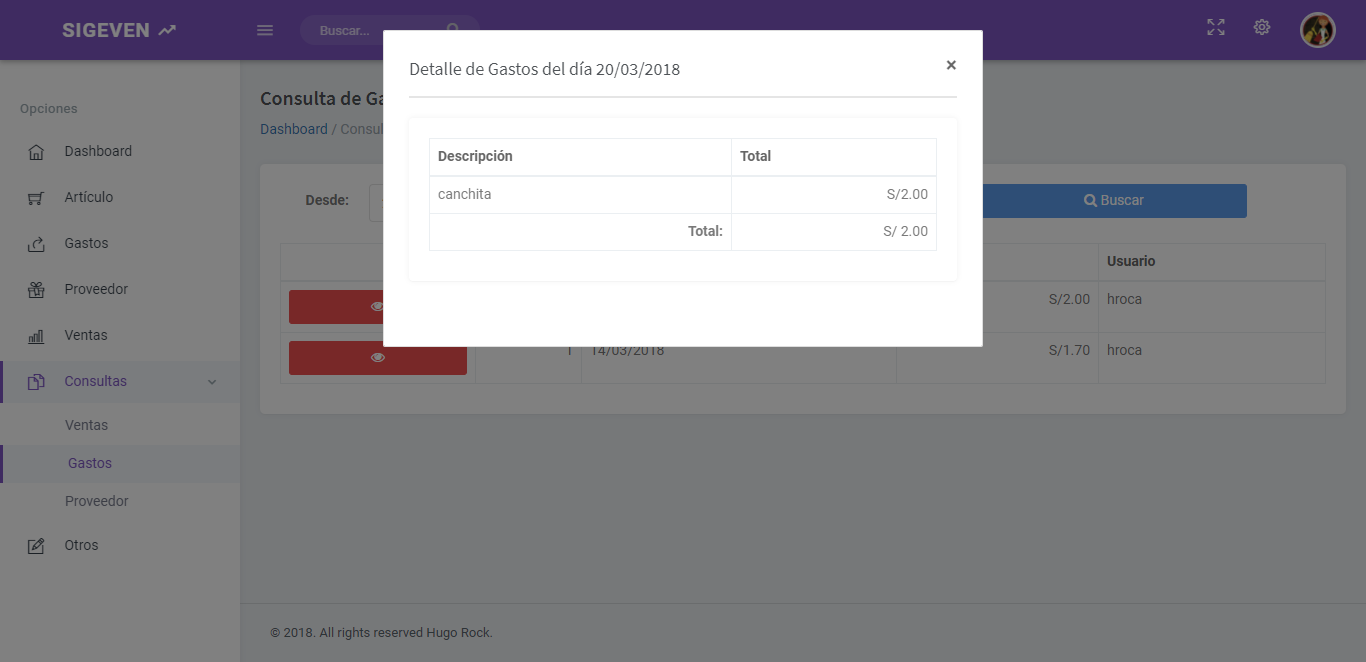 SIGEVEN
Buscar...
Detalle de Gastos del día 20/03/2018
×
Opciones
Dashboard
Artículo
Gastos
Proveedor
Ventas
Consultas
Ventas
Gastos
Proveedor
Otros
Consulta de Ga
Dashboard / Consul
Descripción Total
canchita S/2.00
Total: S/ 2.00
Desde:
Buscar
Usuario
S/2.00 hroca
1 14/03/2018 S/1.70 hroca
© 2018. All rights reserved Hugo Rock.